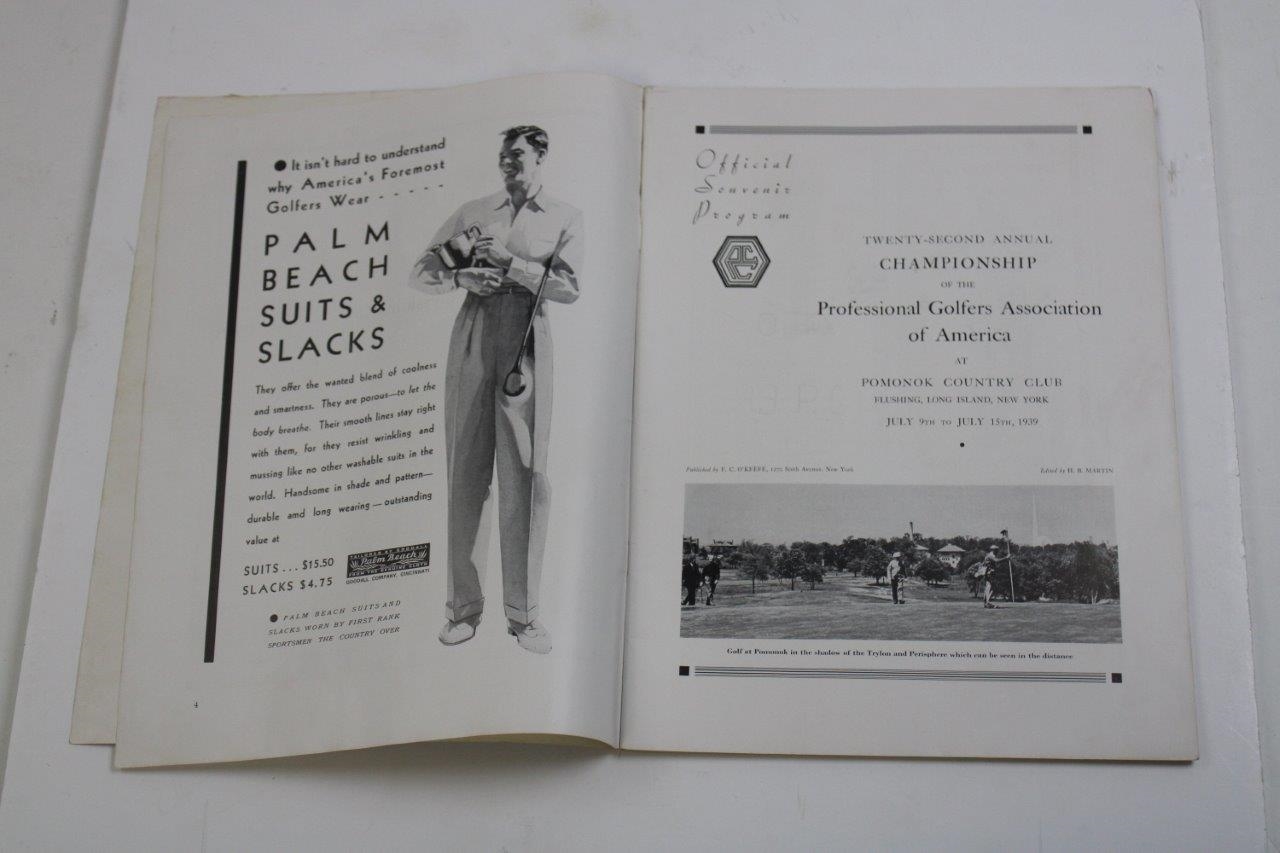 ● It isn't hard to understand
why America's Foremost
Golfers Wear - - - - -
PALM
BEACH
SUITS &
SLACKS
They offer the wanted blend of coolness
and smartness. They are porous—to let the
body breathe. Their smooth lines stay right
with them, for they resist wrinkling and
mussing like no other washable suits in the
world. Handsome in shade and pattern—
durable amd long wearing—outstanding
value at
SUITS... $15.50
SLACKS $4.75
TAILORED BY GOODALL
Palm Beach
FROM THE GENUINE CLOTH
GOODALL COMPANY, CINCINNATI
● PALM BEACH SUITS AND
SLACKS WORN BY FIRST RANK
SPORTSMEN THE COUNTRY OVER
4
Official
Souvenir
Program
TWENTY-SECOND ANNUAL
CHAMPIONSHIP
OF THE
Professional Golfers Association
of America
AT
POMONOK COUNTRY CLUB
FLUSHING, LONG ISLAND, NEW YORK
JULY 9TH TO JULY 15TH, 1939
Published by F. C. O'KEEFE, 1270 Sixth Avenue, New York
Edited by H. B. MARTIN
Golf at Pomonok in the shadow of the Trylon and Perisphere which can be seen in the distance